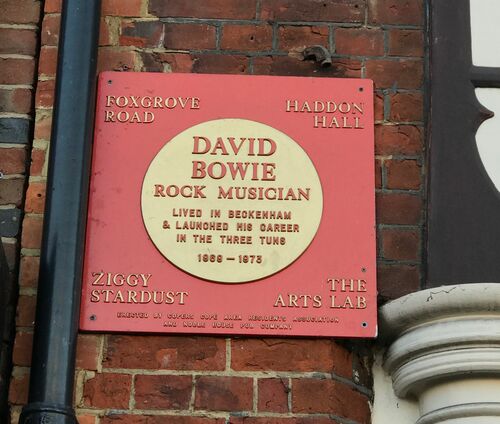 FOXGROVE
ROAD
HADDON
HALL
DAVID
BOWIE
ROCK MUSICIAN
LIVED IN BECKENHAM
& LAUNCHED HIS CAREER
IN THE THREE TUNS
1969 – 1973
ZIGGY
STARDUST
THE
ARTS LAB
ERECTED BY COPERS COPE AREA RESIDENTS ASSOCIATION
AND NOBLE HOUSE PUB COMPANY